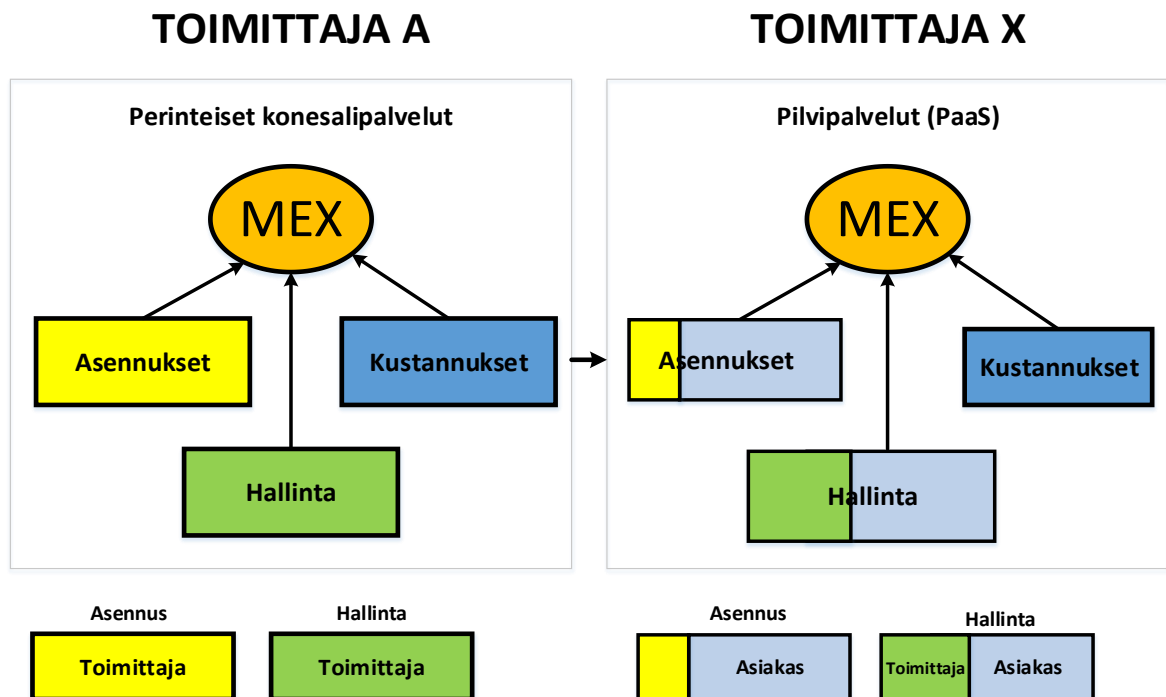 TOIMITTAJA A
Perinteiset konesalipalvelut
MEX
Asennukset
Kustannukset
Hallinta
Asennus
Toimittaja
Hallinta
Toimittaja
TOIMITTAJA X
Pilvipalvelut (PaaS)
MEX
Asennukset
Kustannukset
Hallinta
Asennus
Asiakas
Hallinta
Toimittaja
Asiakas